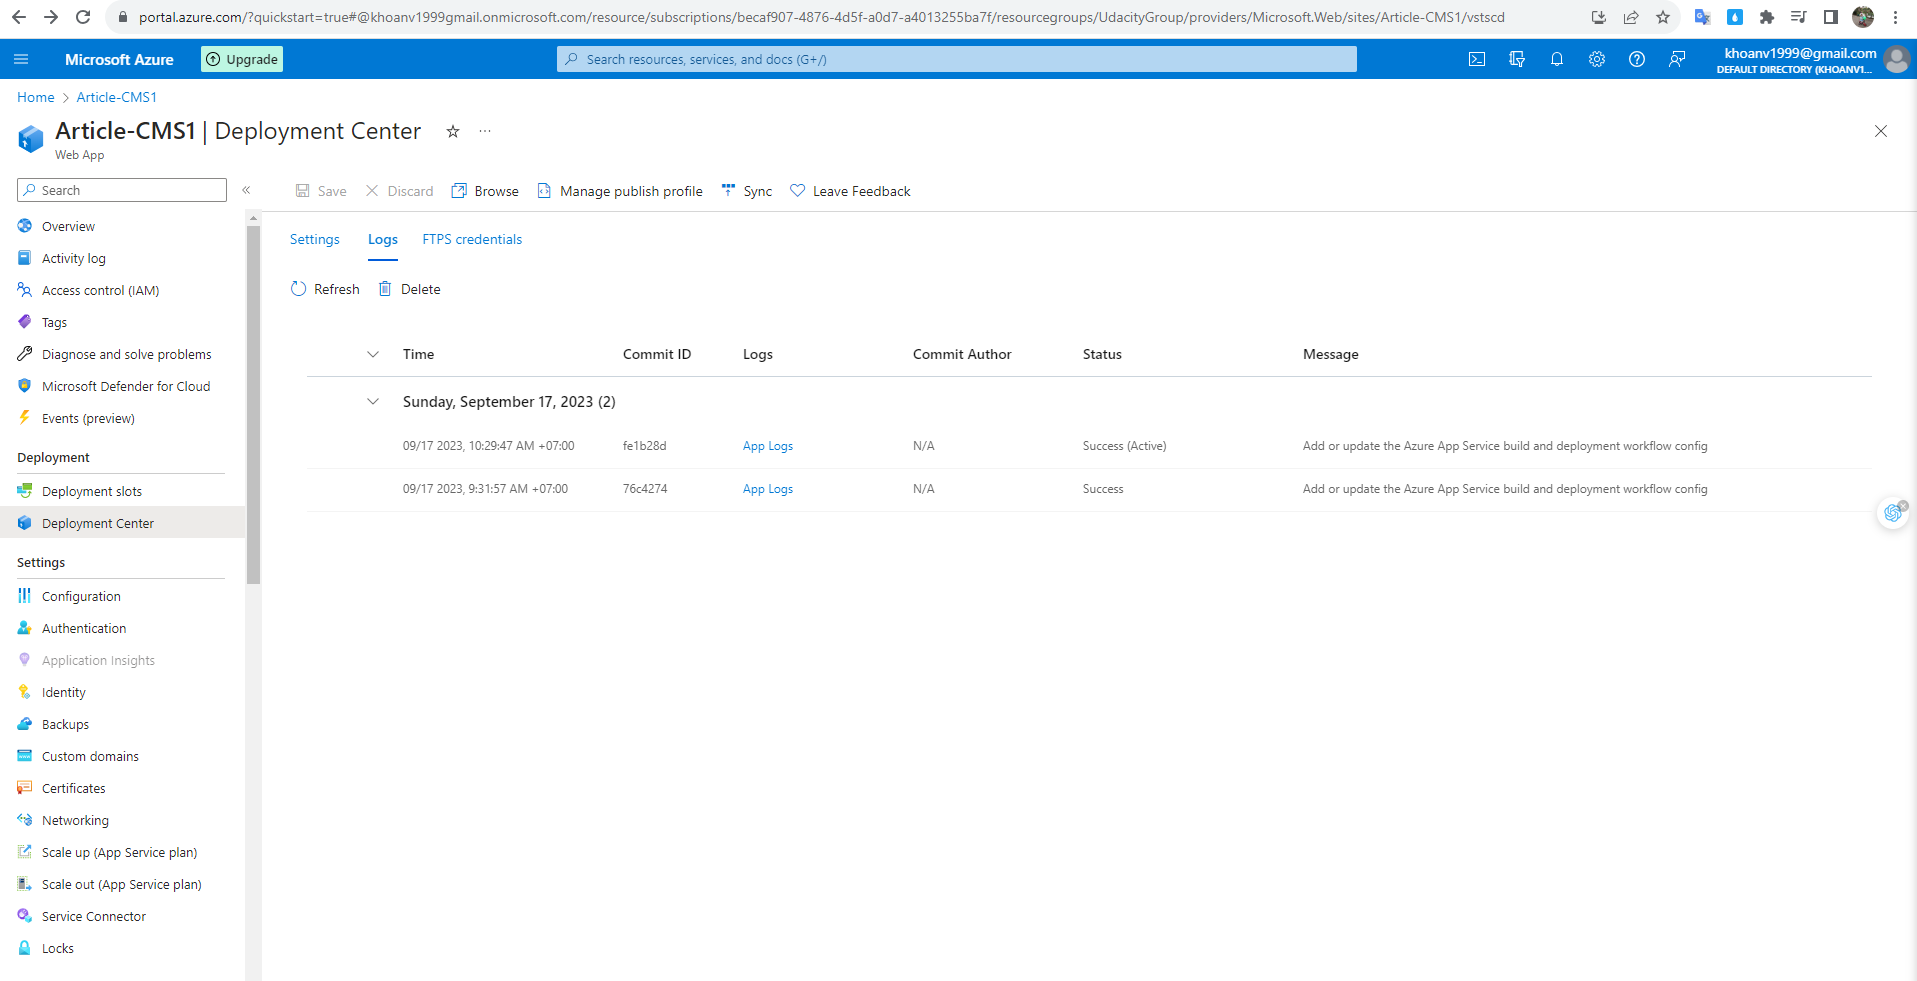 portal.azure.com/?quickstart=true#@khoanv1999gmail.onmicrosoft.com/resource/subscriptions/becaf907-4876-4d5f-a0d7-a4013255ba7f/resourcegroups/UdacityGroup/providers/Microsoft.Web/sites/Article-CMS1/vstscd
Microsoft Azure
Upgrade
Search resources, services, and docs (G+/)
khoanv1999@gmail.com
DEFAULT DIRECTORY (KHOANV1...
Home > Article-CMS1
Article-CMS1 | Deployment Center
Web App
Search
Save
Discard
Browse
Manage publish profile
Sync
Leave Feedback
Overview
Activity log
Access control (IAM)
Tags
Diagnose and solve problems
Microsoft Defender for Cloud
Events (preview)
Deployment
Deployment slots
Deployment Center
Settings
Configuration
Authentication
Application Insights
Identity
Backups
Custom domains
Certificates
Networking
Scale up (App Service plan)
Scale out (App Service plan)
Service Connector
Locks
Settings Logs FTPS credentials
Refresh Delete
Time Commit ID Logs Commit Author Status Message
Sunday, September 17, 2023 (2)
09/17 2023, 10:29:47 AM +07:00 fe1b28d App Logs N/A Success (Active) Add or update the Azure App Service build and deployment workflow config
09/17 2023, 9:31:57 AM +07:00 76c4274 App Logs N/A Success Add or update the Azure App Service build and deployment workflow config